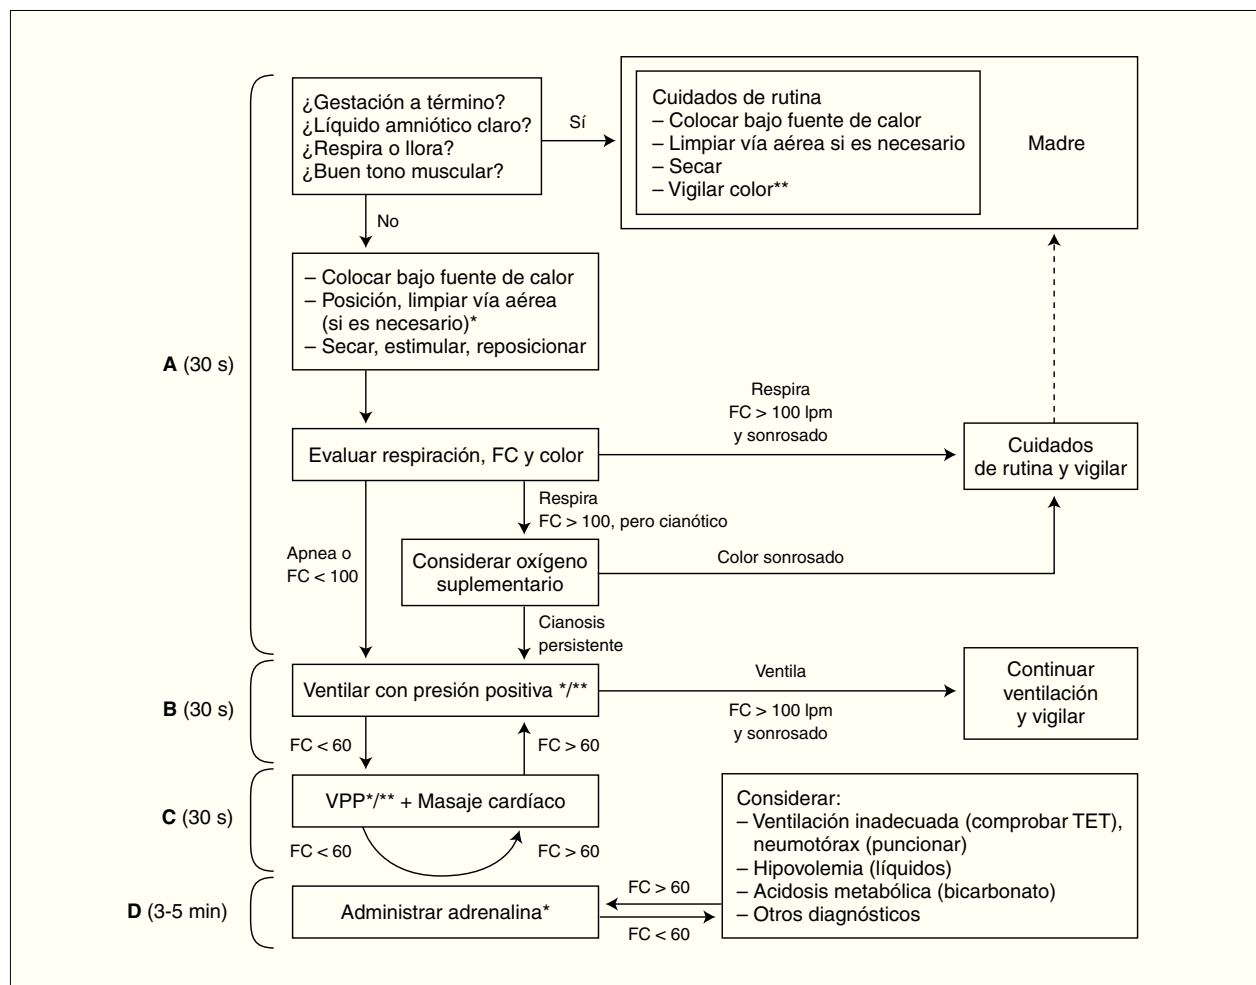 ¿Gestación a término?
¿Líquido amniótico claro?
¿Respira o llora?
¿Buen tono muscular?
Sí
Cuidados de rutina
– Colocar bajo fuente de calor
– Limpiar vía aérea si es necesario
– Secar
– Vigilar color**
Madre
No
– Colocar bajo fuente de calor
– Posición, limpiar vía aérea
(si es necesario)*
– Secar, estimular, reposicionar
A (30 s)
Evaluar respiración, FC y color
Respira
FC > 100 lpm
y sonrosado
Cuidados
de rutina y vigilar
Respira
FC > 100, pero cianótico
Apnea o
FC < 100
Considerar oxígeno
suplementario
Color sonrosado
Cianosis
persistente
B (30 s)
Ventilar con presión positiva */**
Ventila
FC > 100 lpm
y sonrosado
Continuar
ventilación
y vigilar
FC < 60
FC > 60
C (30 s)
VPP*/** + Masaje cardíaco
FC < 60
FC > 60
Considerar:
– Ventilación inadecuada (comprobar TET),
neumotórax (puncionar)
– Hipovolemia (líquidos)
– Acidosis metabólica (bicarbonato)
– Otros diagnósticos
D (3-5 min)
Administrar adrenalina*
FC > 60
FC < 60